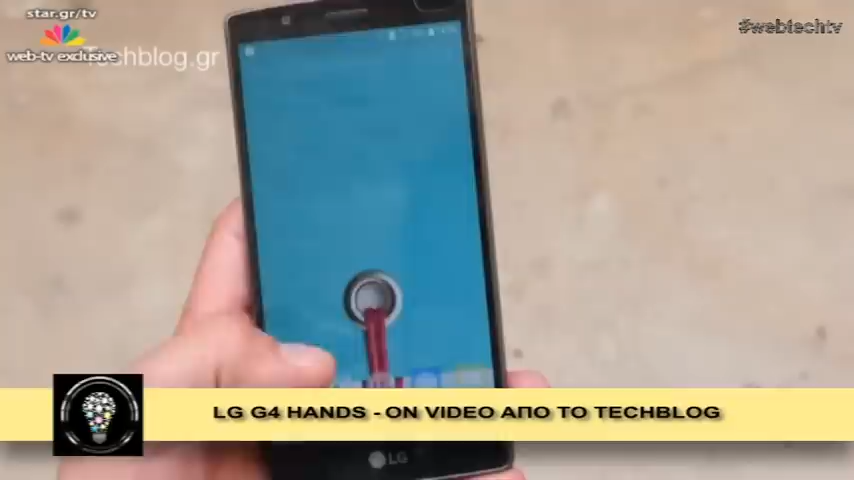 star.gr/tv
web-tv exclusive
Techblog.gr
#webtechtv
LG G4 HANDS - ON VIDEO ΑΠΟ ΤΟ TECHBLOG
LG